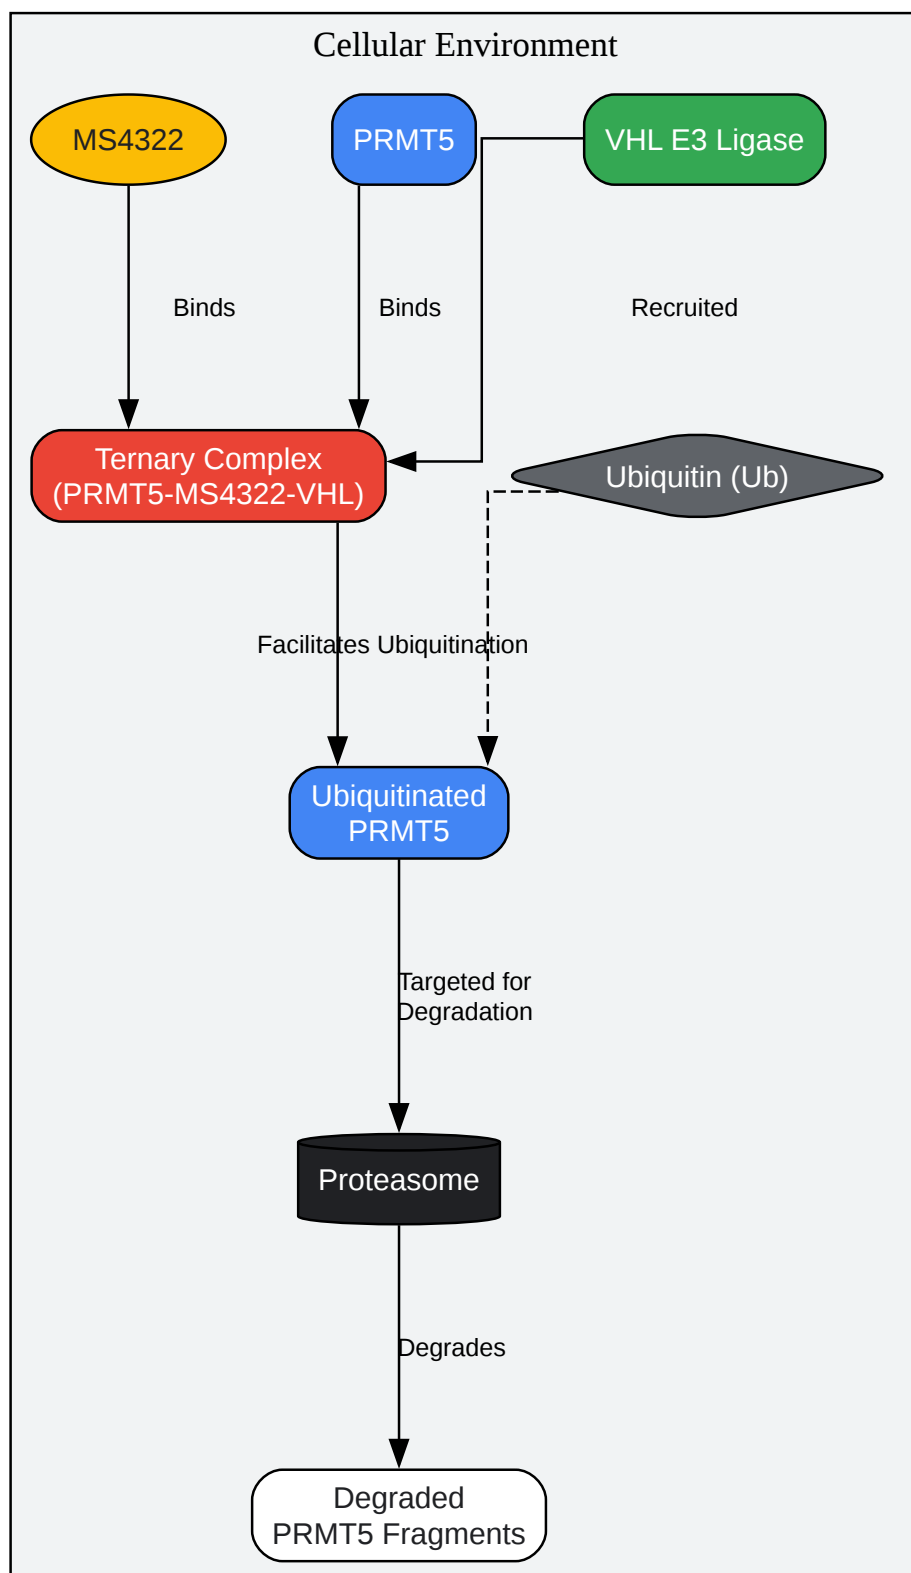 Cellular Environment
MS4322
PRMT5
VHL E3 Ligase
Binds
Binds
Recruited
Ternary Complex
(PRMT5-MS4322-VHL)
Ubiquitin (Ub)
Facilitates Ubiquitination
Ubiquitinated
PRMT5
Targeted for
Degradation
Proteasome
Degrades
Degraded
PRMT5 Fragments